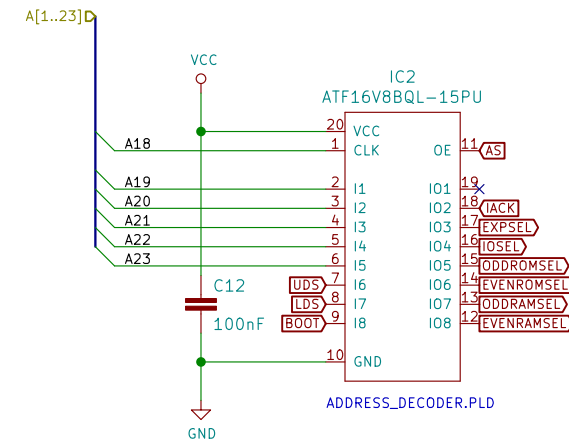 A[1..23]
VCC
IC2
ATF16V8BQL-15PU
20 VCC
A18 1 CLK OE 11 AS
A19 2 I1 IO1 19
A20 3 I2 IO2 18 IACK
A21 4 I3 IO3 17 EXPSEL
A22 5 I4 IO4 16 IOSEL
A23 6 I5 IO5 15 ODDROMSEL
UDS 7 I6 IO6 14 EVENROMSEL
LDS 8 I7 IO7 13 ODDRAMSEL
BOOT 9 I8 IO8 12 EVENRAMSEL
C12
100nF
10 GND
ADDRESS_DECODER.PLD
GND